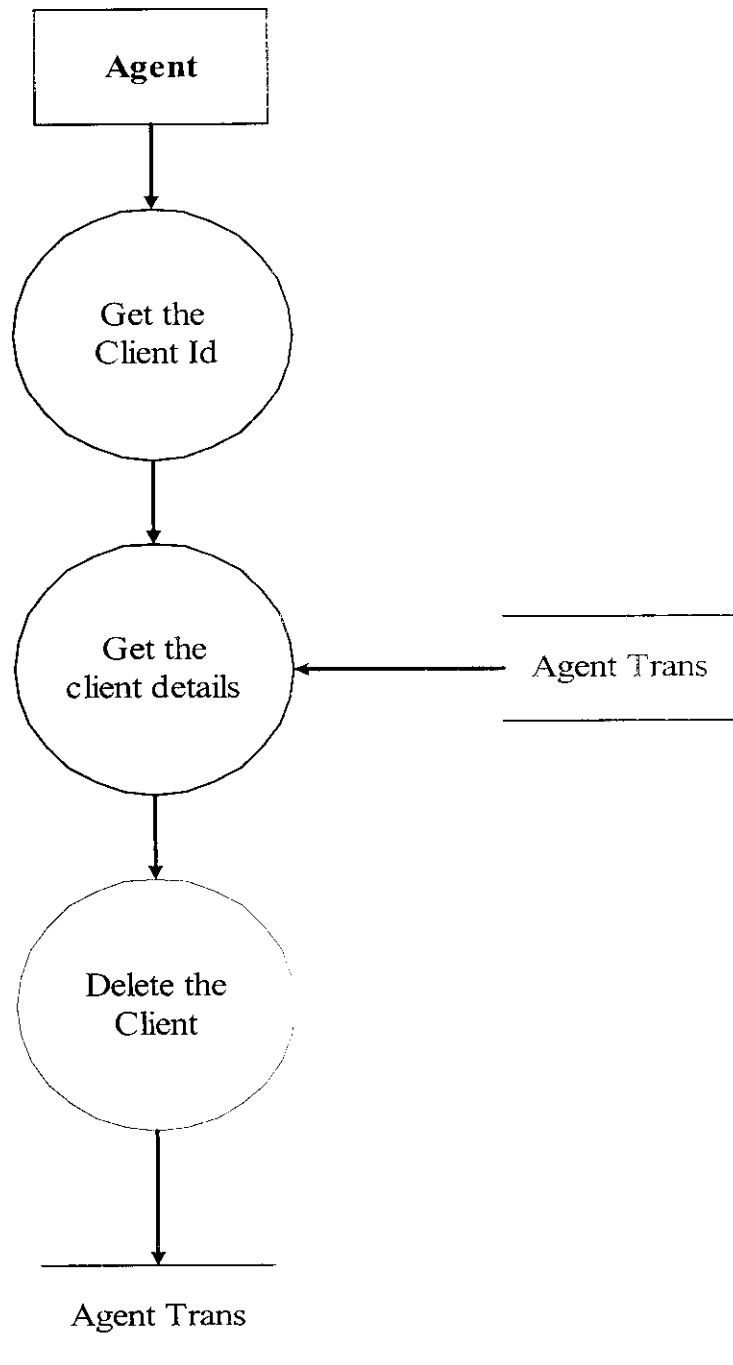 Agent
Get the
Client Id
Get the
client details
Agent Trans
Delete the
Client
Agent Trans